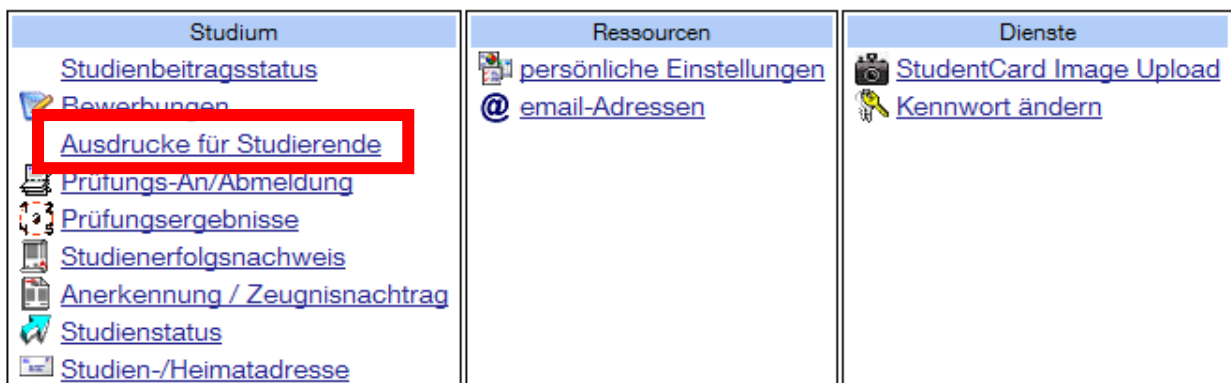 Studium
Studienbeitragsstatus
Bewerbungen
Ausdrucke für Studierende
Prüfungs-An/Abmeldung
Prüfungsergebnisse
Studienerfolgsnachweis
Anerkennung / Zeugnisnachtrag
Studienstatus
Studien-/Heimatadresse
Ressourcen
persönliche Einstellungen
@ email-Adressen
Dienste
StudentCard Image Upload
Kennwort ändern